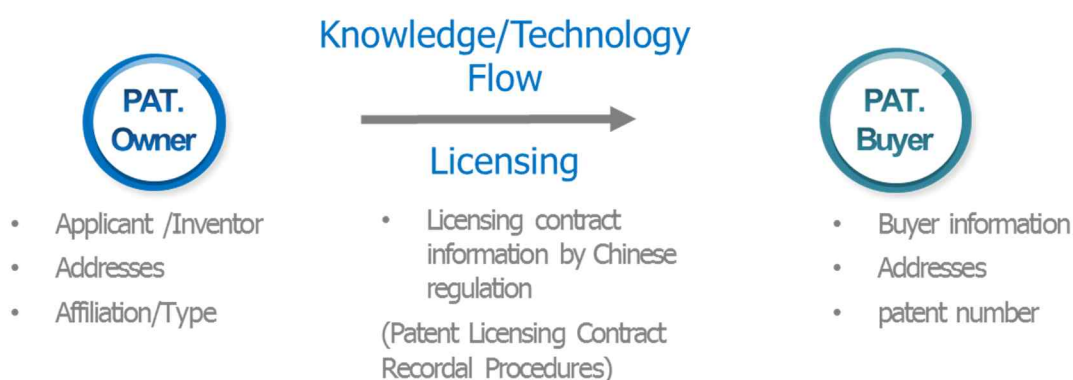 Knowledge/Technology
Flow
PAT.
Owner
Licensing
PAT.
Buyer
• Applicant /Inventor
• Addresses
• Affiliation/Type
• Licensing contract
information by Chinese
regulation
(Patent Licensing Contract
Recordal Procedures)
• Buyer information
• Addresses
• patent number